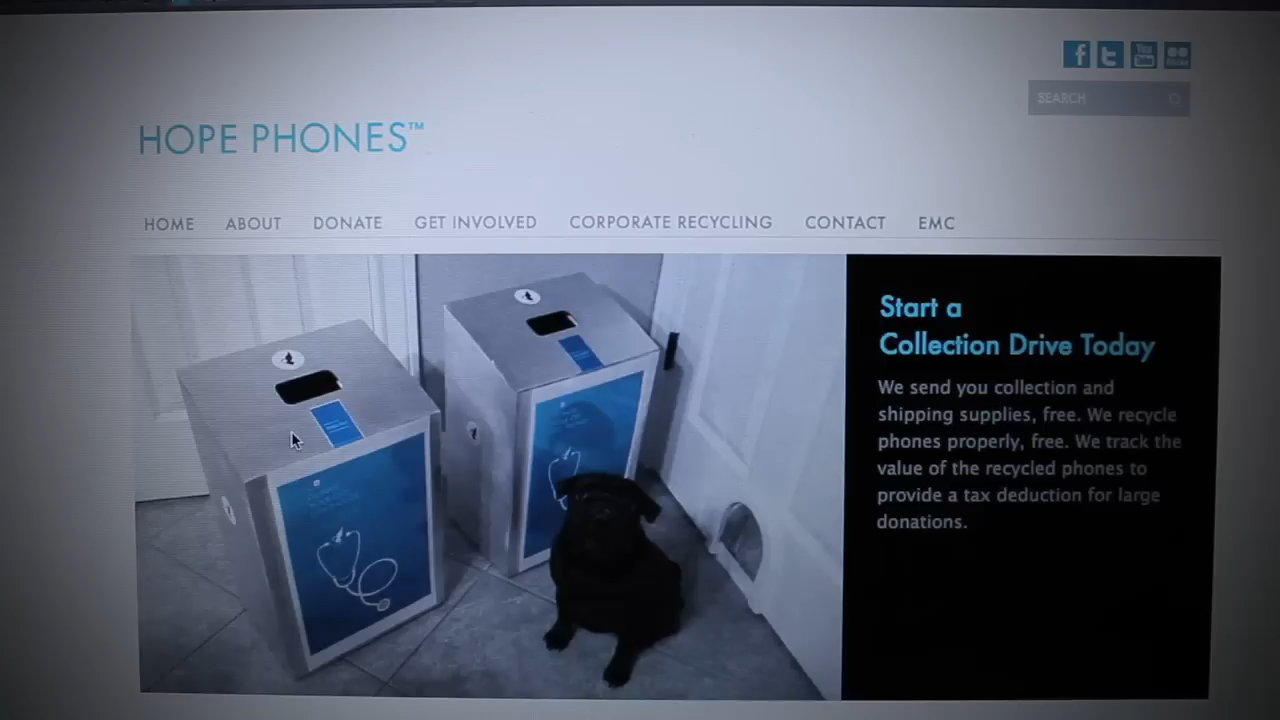 SEARCH
HOPE PHONES™
HOME ABOUT DONATE GET INVOLVED CORPORATE RECYCLING CONTACT EMC
Start a
Collection Drive Today
We send you collection and
shipping supplies, free. We recycle
phones properly, free. We track the
value of the recycled phones to
provide a tax deduction for large
donations.